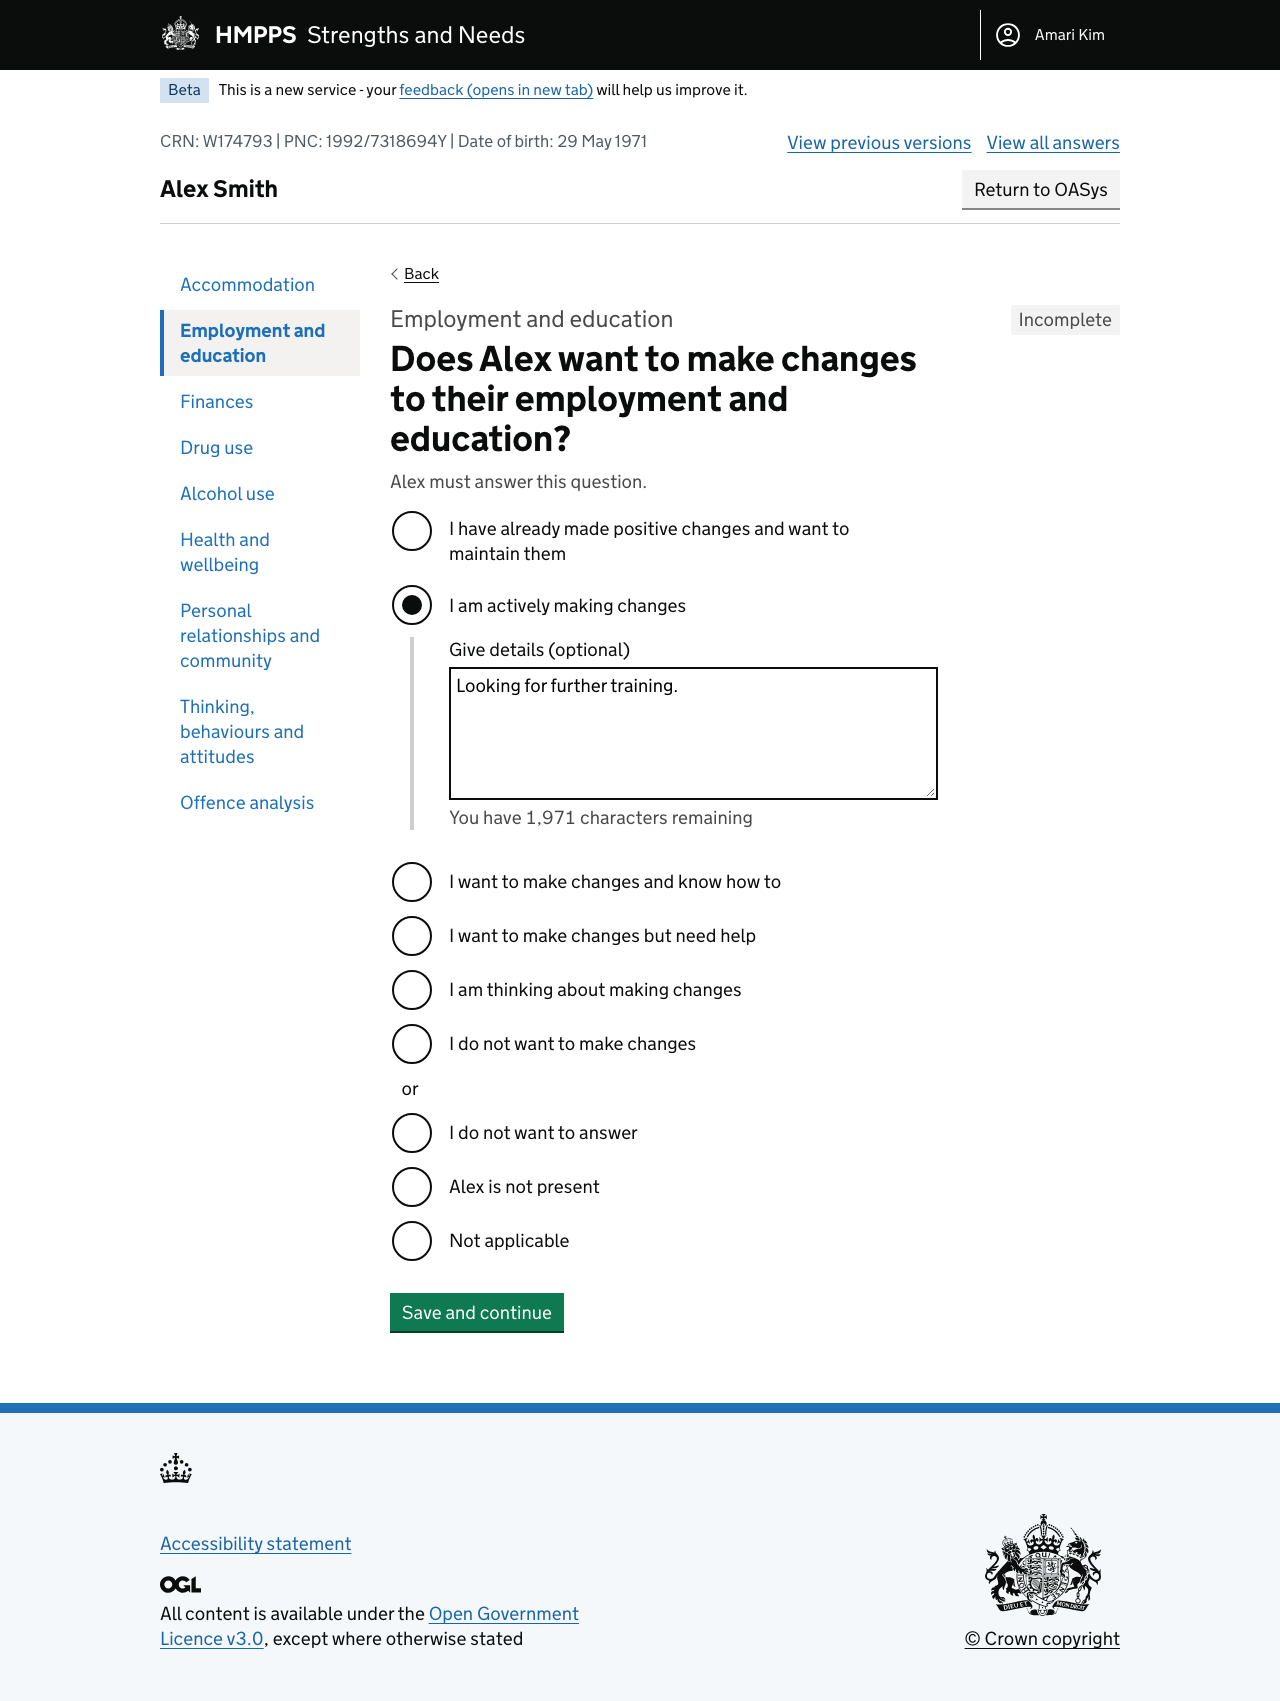 HMPPS Strengths and Needs
Amari Kim
Beta This is a new service - your feedback (opens in new tab) will help us improve it.
CRN: W174793 | PNC: 1992/7318694Y | Date of birth: 29 May 1971
View previous versions View all answers
Alex Smith
Return to OASys
Accommodation
Employment and
education
Finances
Drug use
Alcohol use
Health and
wellbeing
Personal
relationships and
community
Thinking,
behaviours and
attitudes
Offence analysis
Back
Employment and education
Incomplete
Does Alex want to make changes
to their employment and
education?
Alex must answer this question.
I have already made positive changes and want to
maintain them
I am actively making changes
Give details (optional)
Looking for further training.
You have 1,971 characters remaining
I want to make changes and know how to
I want to make changes but need help
I am thinking about making changes
I do not want to make changes
or
I do not want to answer
Alex is not present
Not applicable
Save and continue
Accessibility statement
OGL
All content is available under the Open Government
Licence v3.0, except where otherwise stated
© Crown copyright